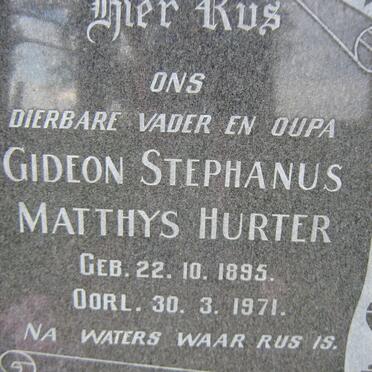 Hier Rus
ONS
DIERBARE VADER EN OUPA
GIDEON STEPHANUS
MATTHYS HURTER
GEB. 22. 10. 1895.
OORL. 30. 3. 1971.
NA WATERS WAAR RUS IS.